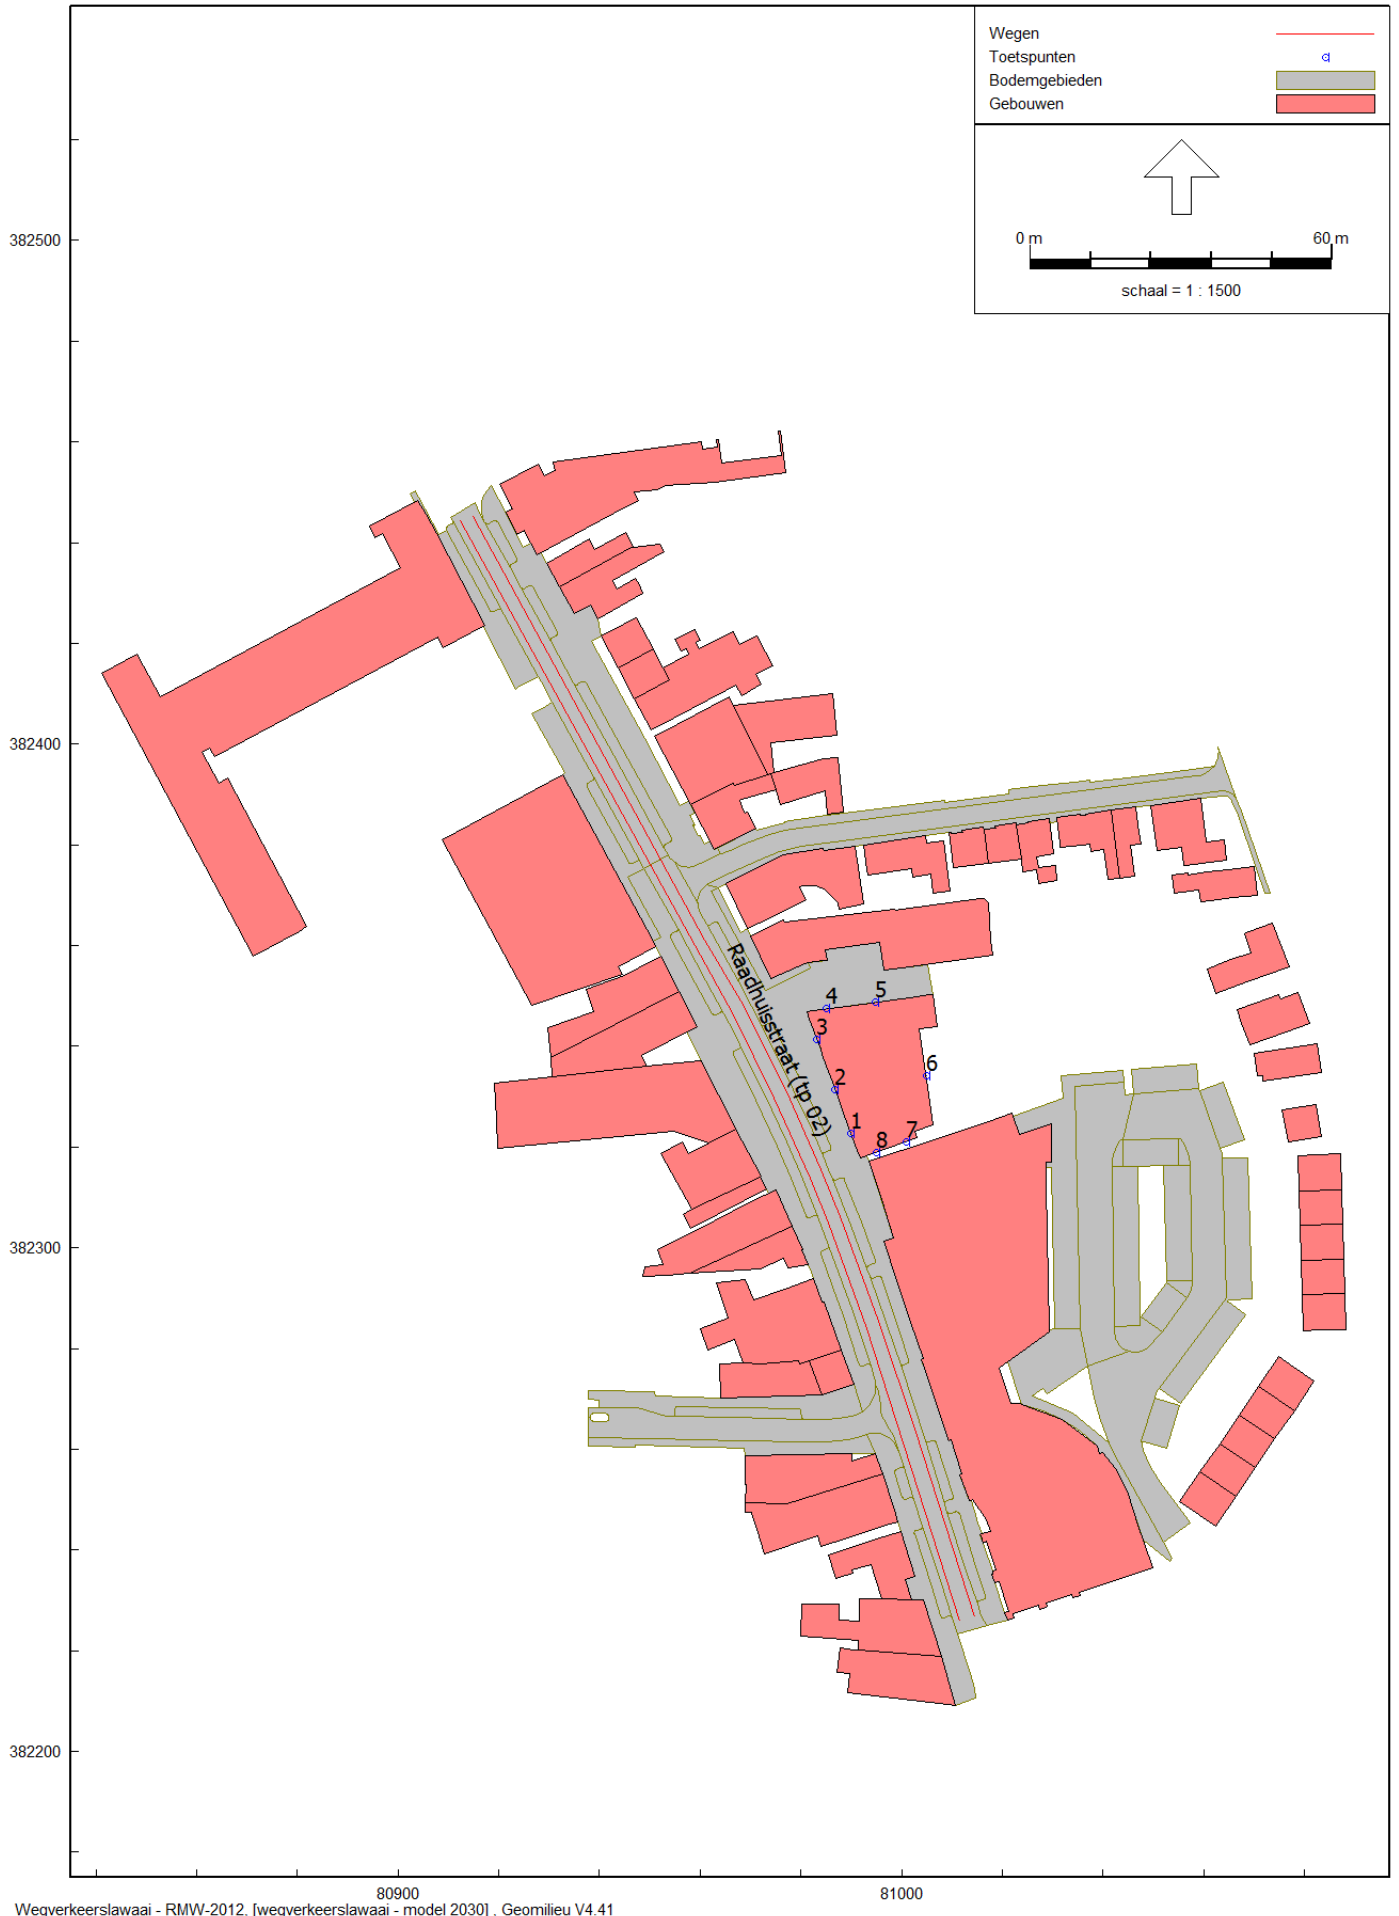 Wegen
Toetspunten
Bodemgebieden
Gebouwen
0 m 60 m
schaal = 1 : 1500
382500
382400
382300
382200
80900 81000
Raadhuisstraat (tp 02)
4
5
3
2
6
1
7
8
Wegverkeerslawaai - RMW-2012, [wegverkeerslawaai - model 2030] , Geomilieu V4.41